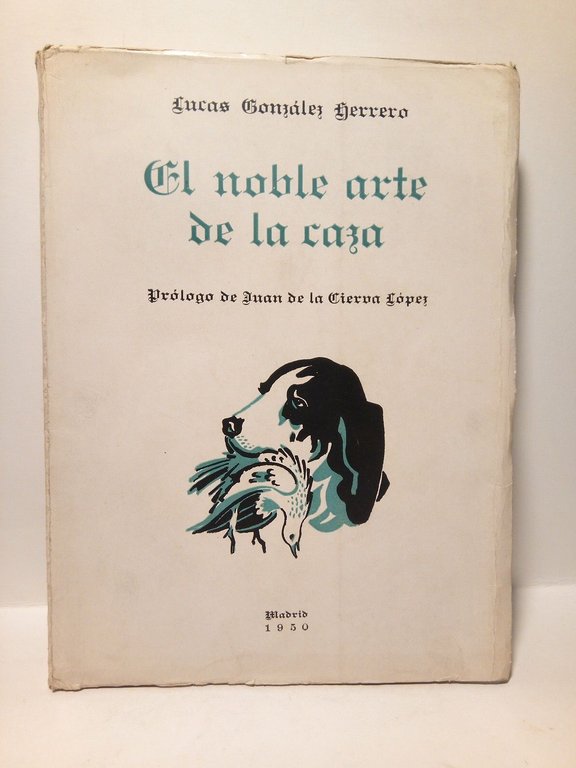 Lucas González Herrero
El noble arte
de la caza
Prólogo de Juan de la Cierva López
Madrid
1950